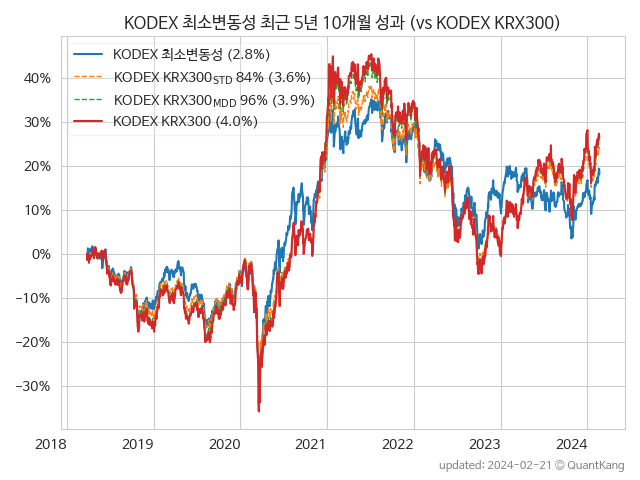 KODEX 최소변동성 최근 5년 10개월 성과 (vs KODEX KRX300)
KODEX 최소변동성 (2.8%)
KODEX KRX300STD 84% (3.6%)
KODEX KRX300MDD 96% (3.9%)
KODEX KRX300 (4.0%)
40%
30%
20%
10%
0%
−10%
−20%
−30%
2018 2019 2020 2021 2022 2023 2024
updated: 2024-02-21 © QuantKang